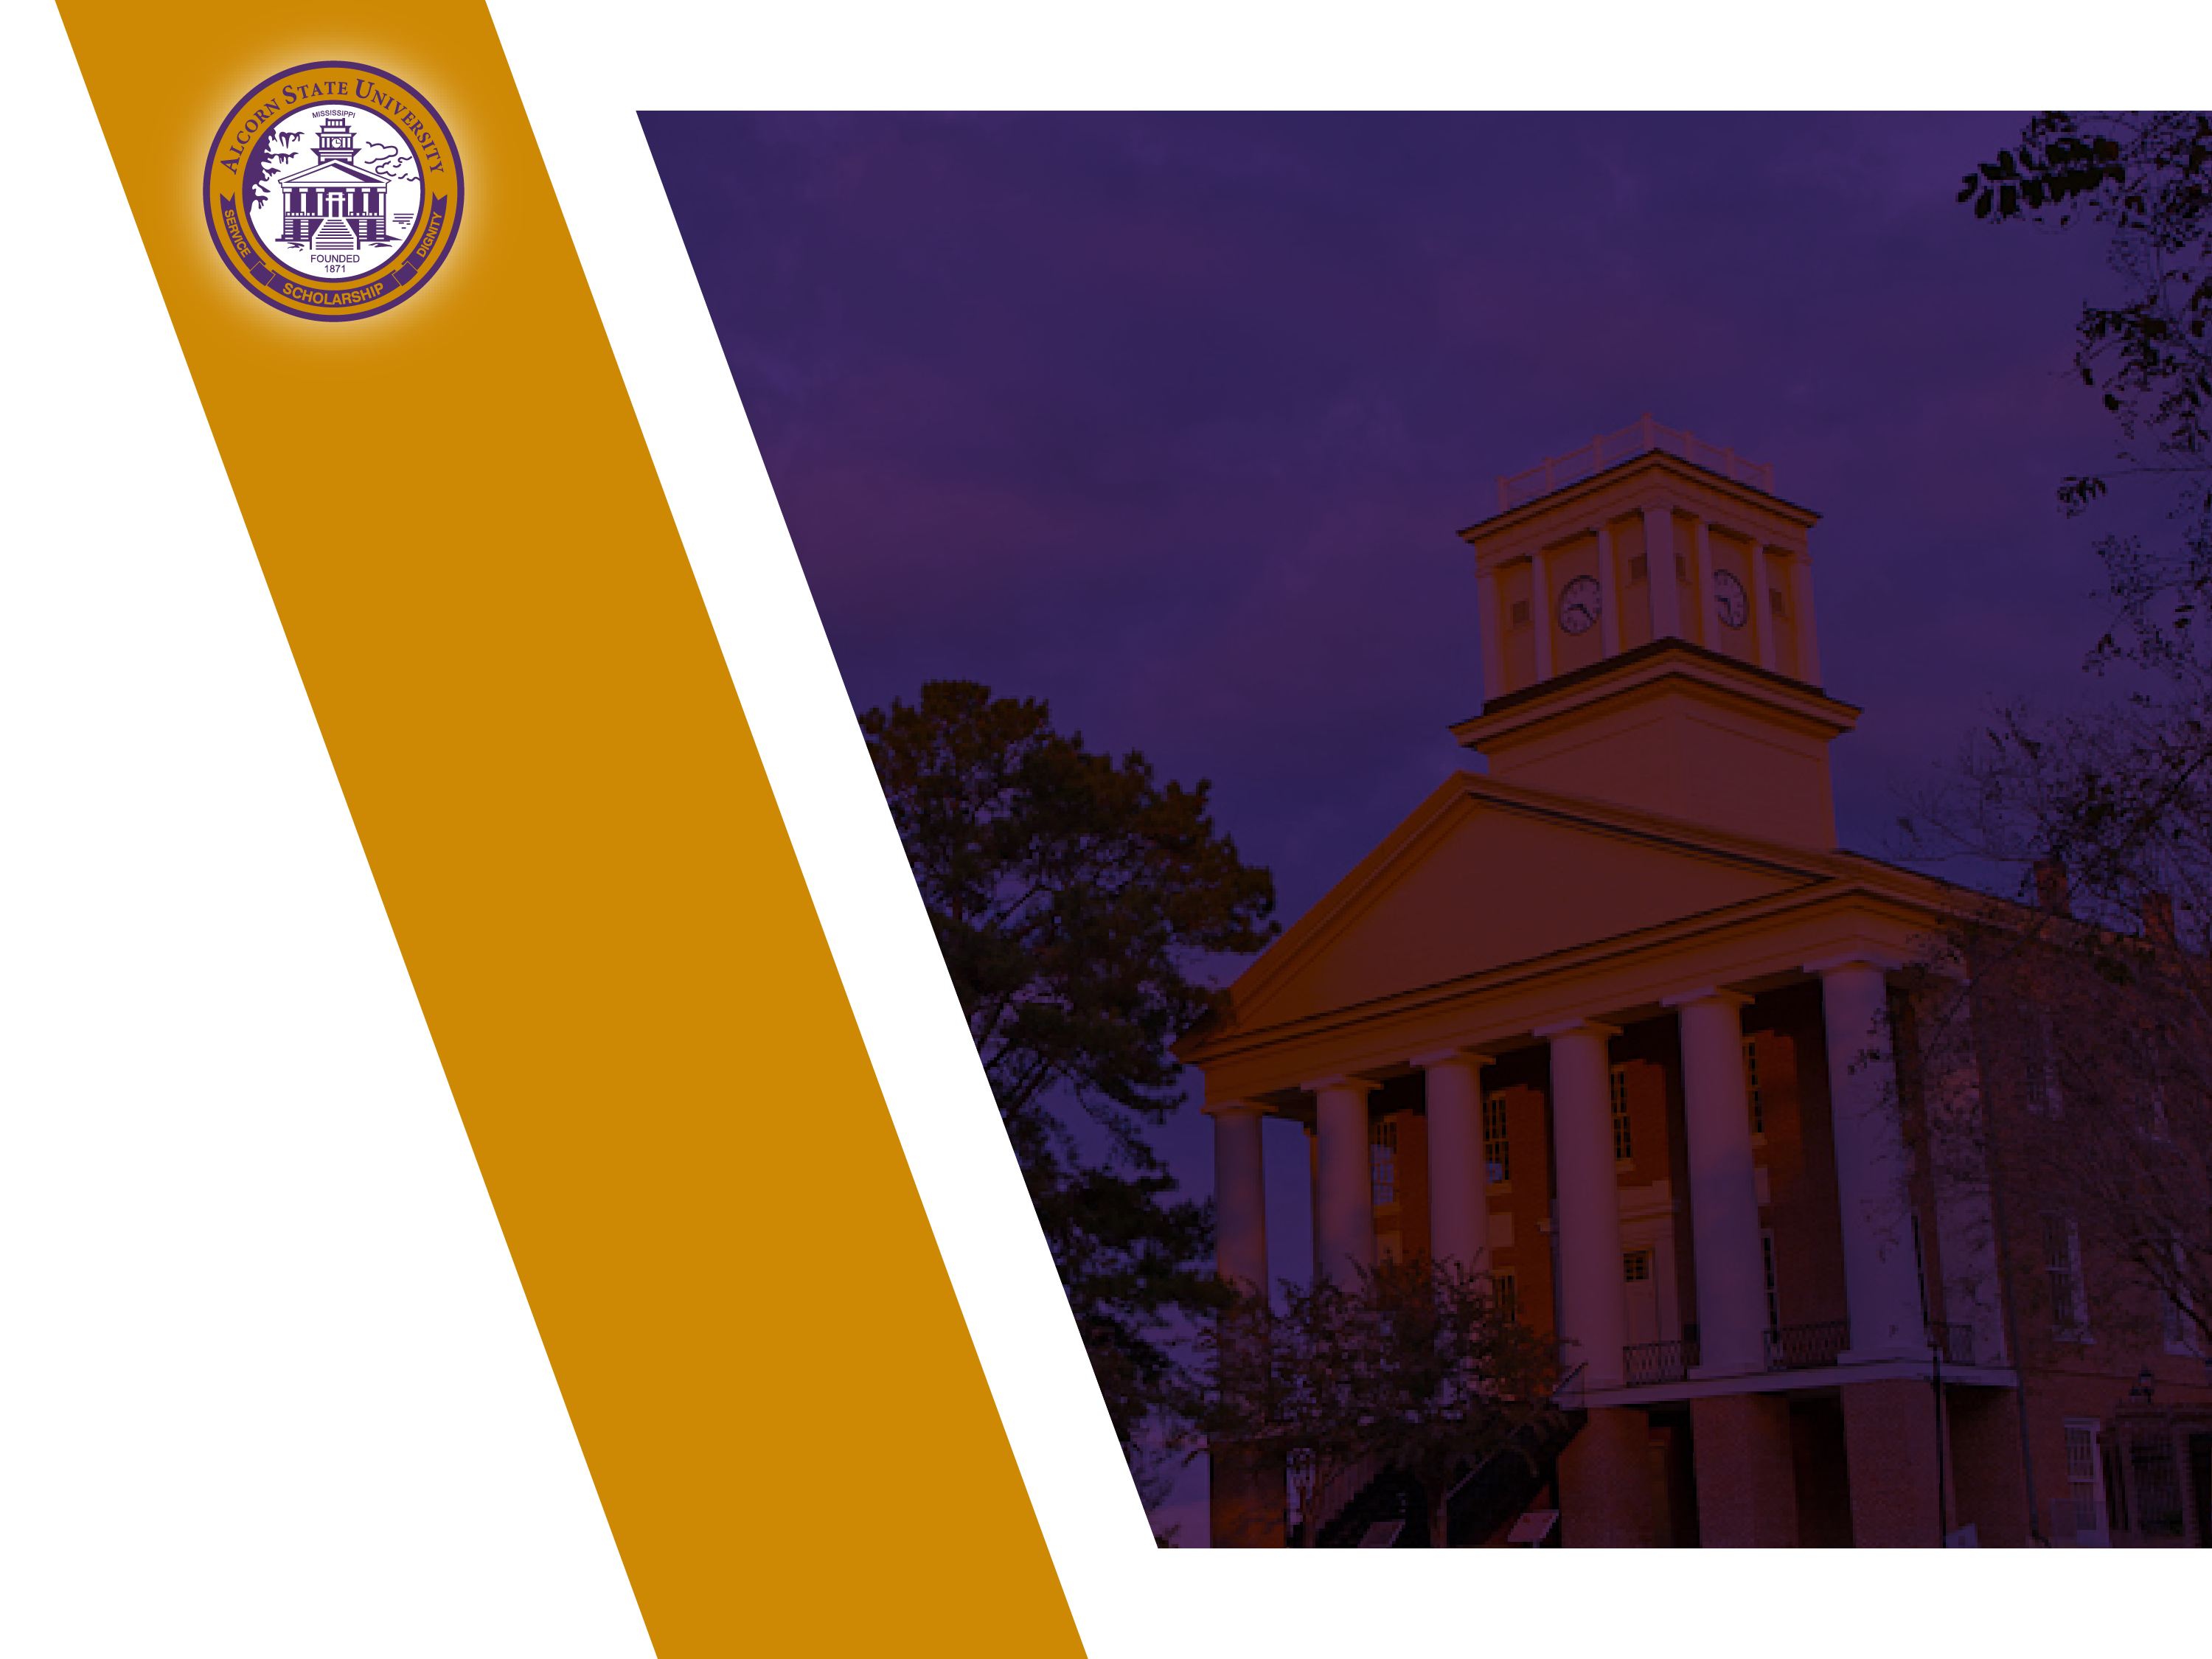 ALCORN STATE UNIVERSITY
MISSISSIPPI
FOUNDED
1871
SERVICE
SCHOLARSHIP
DIGNITY